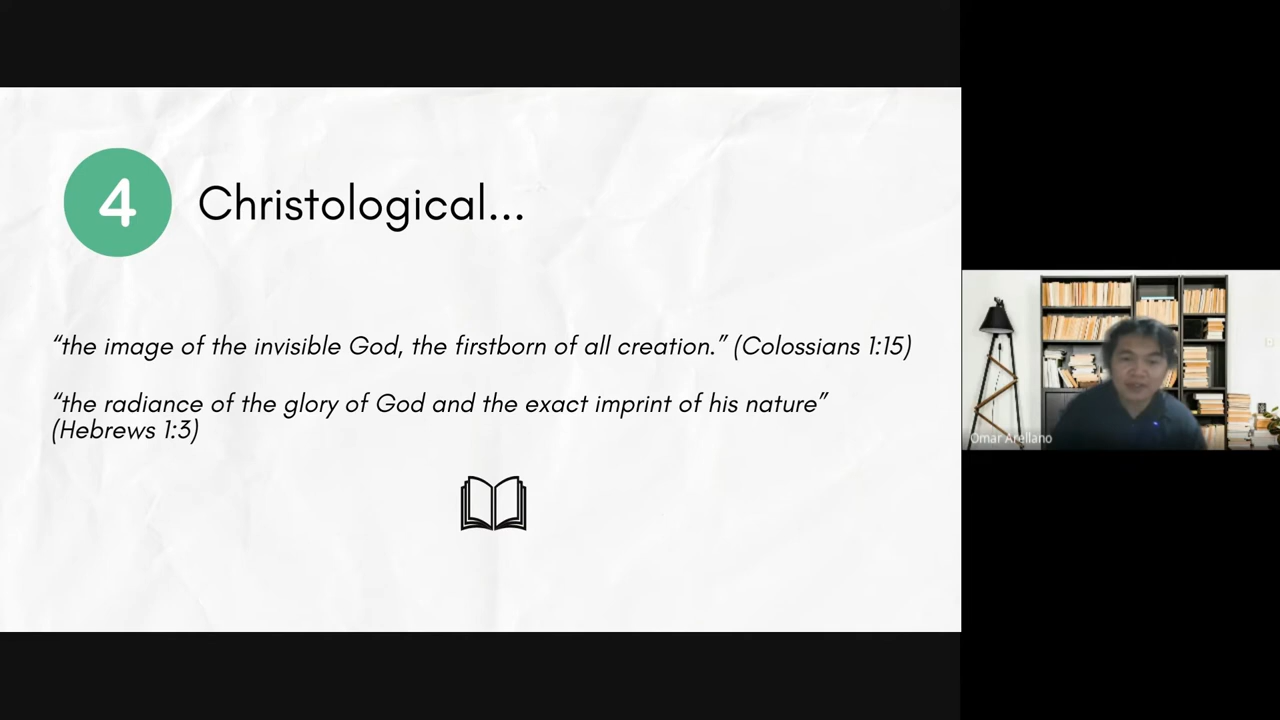 4
Christological...
“the image of the invisible God, the firstborn of all creation.” (Colossians 1:15)
“the radiance of the glory of God and the exact imprint of his nature”
(Hebrews 1:3)
Omar Arellano